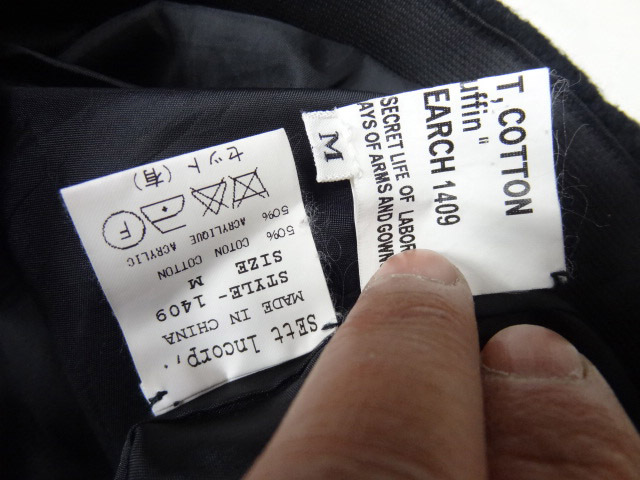 SEtt Incorp.
MADE IN CHINA
STYLE-1409
SIZE M
50% COTON COTTON
50% ACRYLIQUE ACRYLIC
F
セット(有)
M
T, COTTON
uffin"
EARCH 1409
SECRET LIFE OF LABOR
AYS OF ARMS AND GOWN